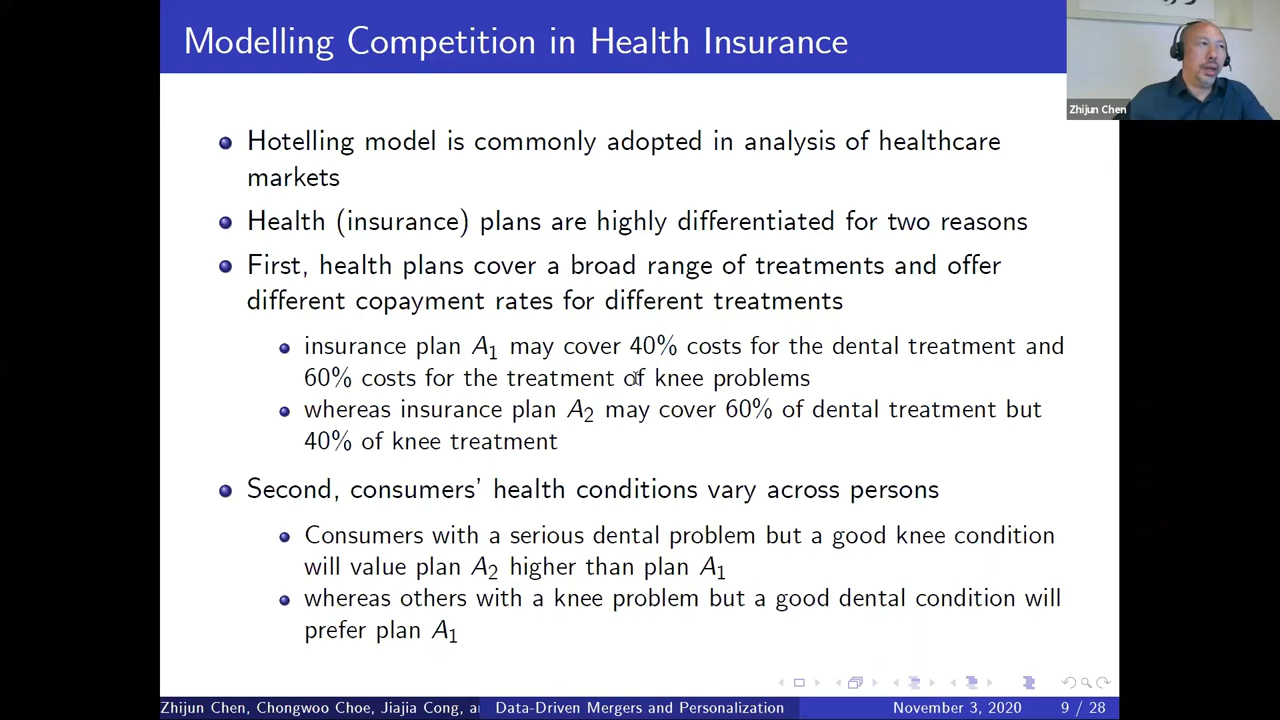 Modelling Competition in Health Insurance
Zhijun Chen
Hotelling model is commonly adopted in analysis of healthcare
markets
Health (insurance) plans are highly differentiated for two reasons
First, health plans cover a broad range of treatments and offer
different copayment rates for different treatments
insurance plan A1 may cover 40% costs for the dental treatment and
60% costs for the treatment of knee problems
whereas insurance plan A2 may cover 60% of dental treatment but
40% of knee treatment
Second, consumers' health conditions vary across persons
Consumers with a serious dental problem but a good knee condition
will value plan A2 higher than plan A1
whereas others with a knee problem but a good dental condition will
prefer plan A1
Zhijun Chen, Chongwoo Choe, Jiajia Cong, a
Data-Driven Mergers and Personalization
November 3, 2020
9 / 28